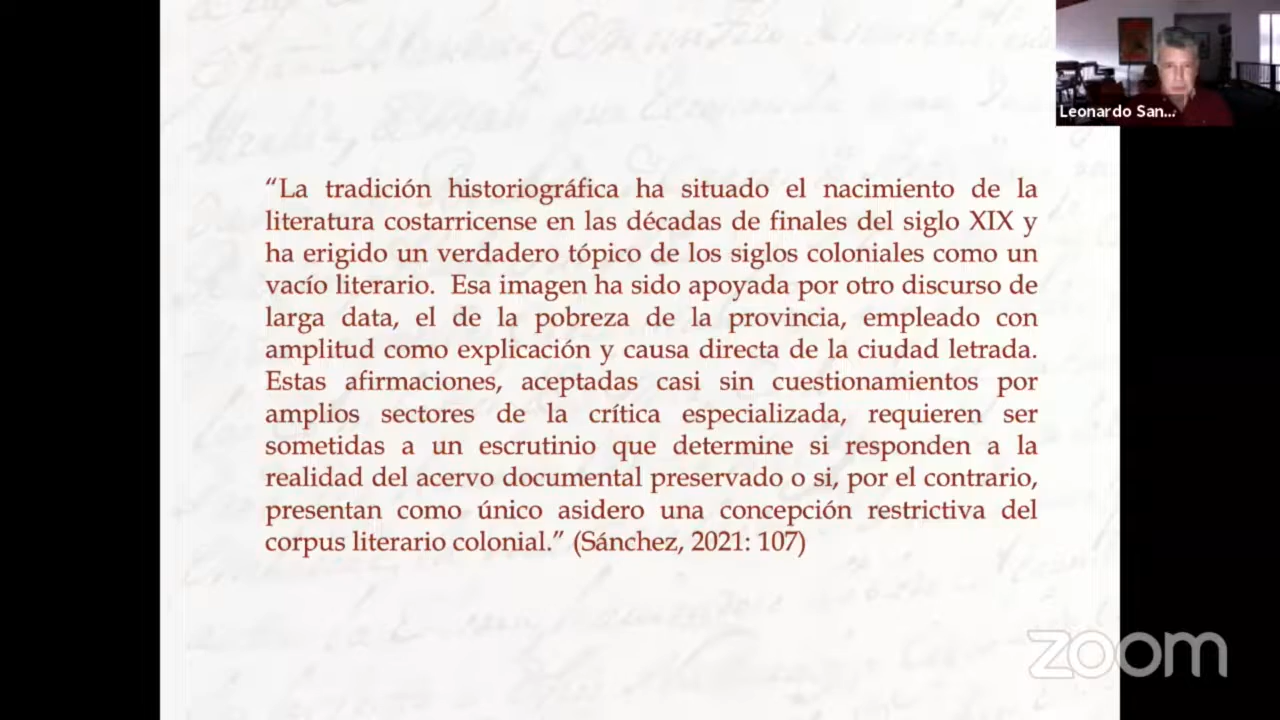 “La tradición historiográfica ha situado el nacimiento de la
literatura costarricense en las décadas de finales del siglo XIX y
ha erigido un verdadero tópico de los siglos coloniales como un
vacío literario. Esa imagen ha sido apoyada por otro discurso de
larga data, el de la pobreza de la provincia, empleado con
amplitud como explicación y causa directa de la ciudad letrada.
Estas afirmaciones, aceptadas casi sin cuestionamientos por
amplios sectores de la crítica especializada, requieren ser
sometidas a un escrutinio que determine si responden a la
realidad del acervo documental preservado o si, por el contrario,
presentan como único asidero una concepción restrictiva del
corpus literario colonial.” (Sánchez, 2021: 107)
Leonardo San...
zoom